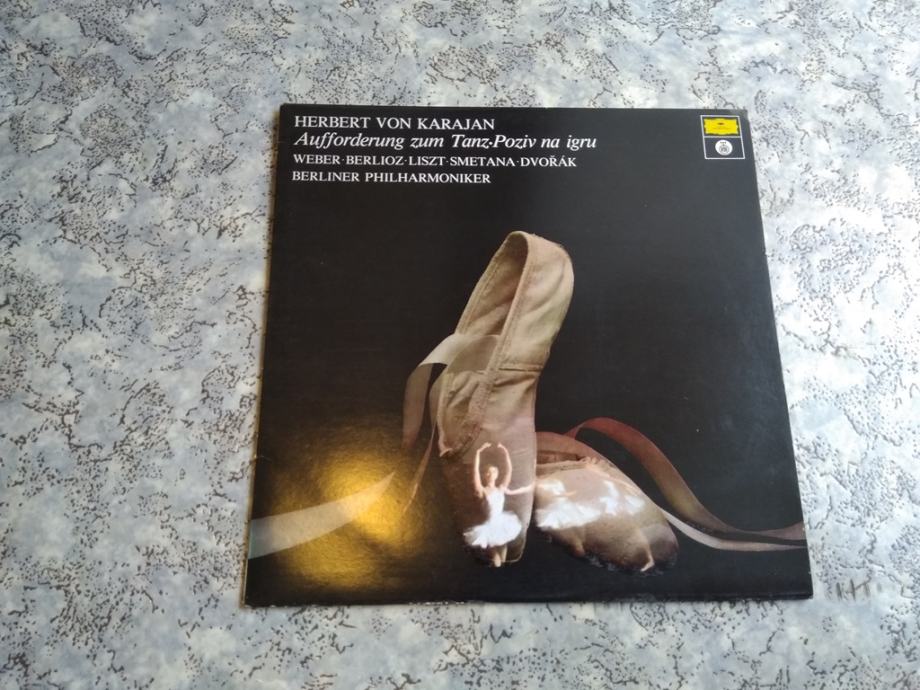 HERBERT VON KARAJAN
Aufforderung zum Tanz·Poziv na igru
WEBER·BERLIOZ·LISZT·SMETANA·DVOŘÁK
BERLINER PHILHARMONIKER